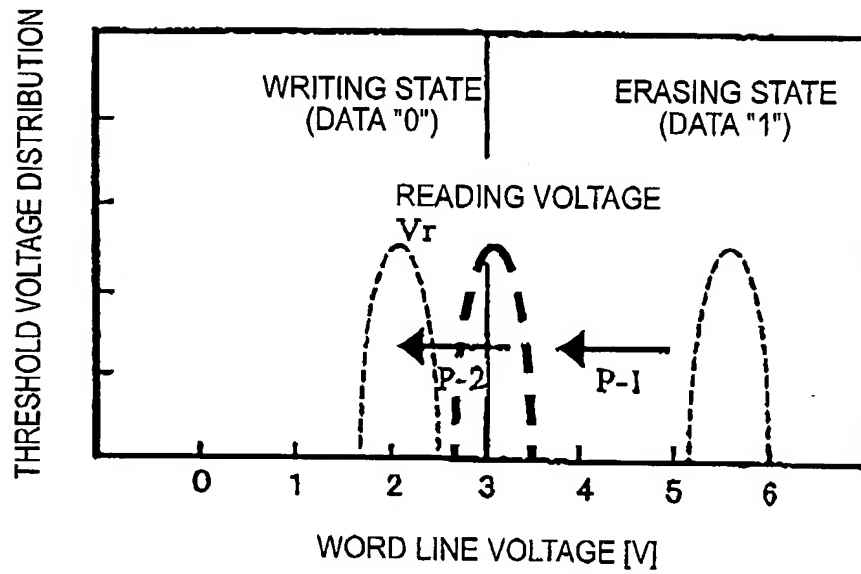 THRESHOLD VOLTAGE DISTRIBUTION
WRITING STATE
(DATA "0")
ERASING STATE
(DATA "1")
READING VOLTAGE
Vr
P-2
P-1
0 1 2 3 4 5 6
WORD LINE VOLTAGE [V]